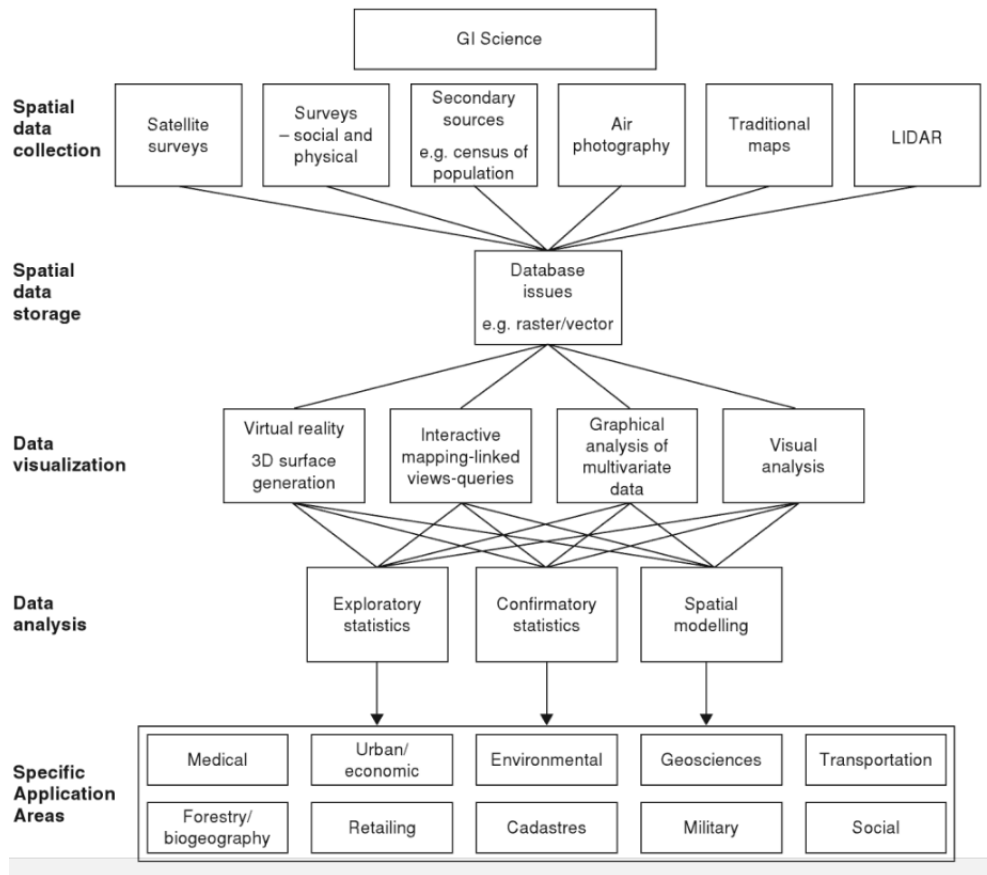 GI Science
Spatial
data
collection
Satellite
surveys
Surveys
– social and
physical
Secondary
sources
e.g. census of
population
Air
photography
Traditional
maps
LIDAR
Spatial
data
storage
Database
issues
e.g. raster/vector
Data
visualization
Virtual reality
3D surface
generation
Interactive
mapping-linked
views-queries
Graphical
analysis of
multivariate
data
Visual
analysis
Data
analysis
Exploratory
statistics
Confirmatory
statistics
Spatial
modelling
Specific
Application
Areas
Medical
Urban/
economic
Environmental
Geosciences
Transportation
Forestry/
biogeography
Retailing
Cadastres
Military
Social